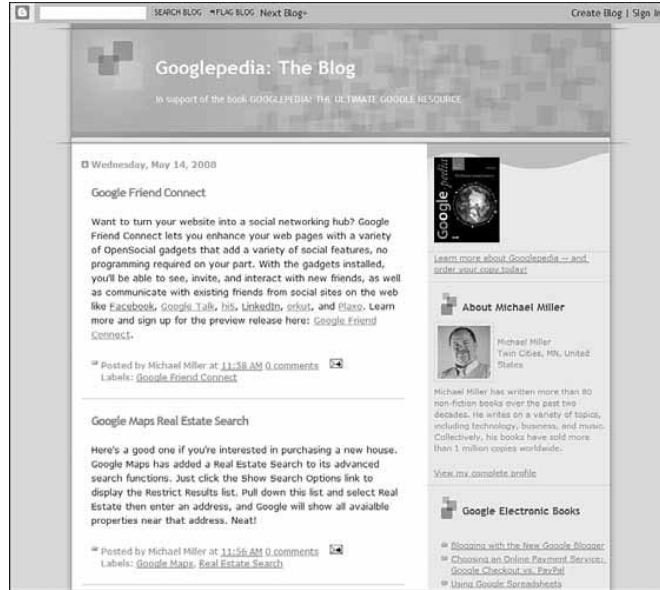 SEARCH BLOG FLAG BLOG Next Blog» Create Blog | Sign In
Googlepedia: The Blog
In support of the book GOOGLEPEDIA: THE ULTIMATE GOOGLE RESOURCE
Wednesday, May 14, 2008
Google Friend Connect
Want to turn your website into a social networking hub? Google
Friend Connect lets you enhance your web pages with a variety
of OpenSocial gadgets that add a variety of social features, no
programming required on your part. With the gadgets installed,
you'll be able to see, invite, and interact with new friends, as well
as communicate with existing friends from social sites on the web
like Facebook, Google Talk, hi5, LinkedIn, orkut, and Plaxo. Learn
more and sign up for the preview release here: Google Friend
Connect.
Posted by Michael Miller at 11:58 AM 0 comments
Labels: Google Friend Connect
Google Maps Real Estate Search
Here's a good one if you're interested in purchasing a new house.
Google Maps has added a Real Estate Search to its advanced
search functions. Just click the Show Search Options link to
display the Restrict Results list. Pull down this list and select Real
Estate then enter an address, and Google will show all avaialble
properties near that address. Neat!
Posted by Michael Miller at 11:56 AM 0 comments
Labels: Google Maps, Real Estate Search
Google pedia
Learn more about Googlepedia -- and
order your copy today!
About Michael Miller
Michael Miller
Twin Cities, MN, United
States
Michael Miller has written more than 80
non-fiction books over the past two
decades. He writes on a variety of topics,
including technology, business, and music.
Collectively, his books have sold more
than 1 million copies worldwide.
View my complete profile
Google Electronic Books
Blogging with the New Google Blogger
Choosing an Online Payment Service:
Google Checkout vs. PayPal
Using Google Spreadsheets